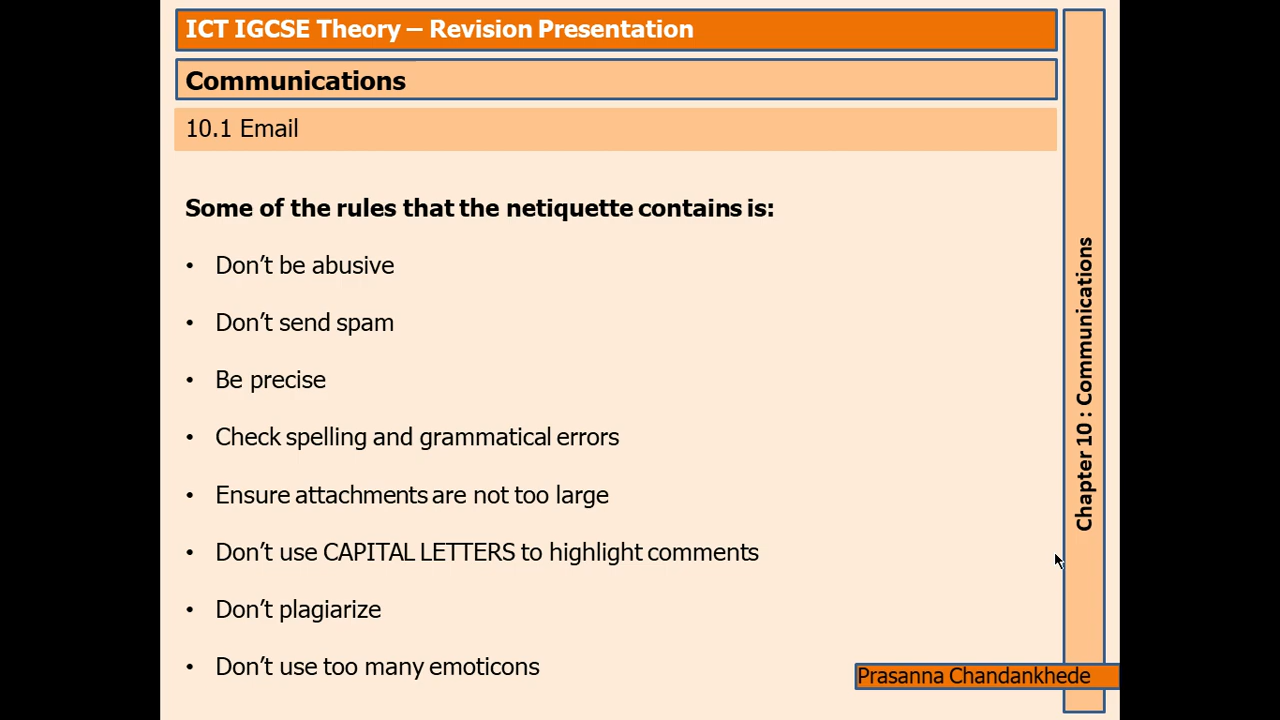 ICT IGCSE Theory – Revision Presentation
Communications
10.1 Email
Some of the rules that the netiquette contains is:
• Don’t be abusive
• Don’t send spam
• Be precise
• Check spelling and grammatical errors
• Ensure attachments are not too large
• Don’t use CAPITAL LETTERS to highlight comments
• Don’t plagiarize
• Don’t use too many emoticons
Chapter 10 : Communications
Prasanna Chandankhede